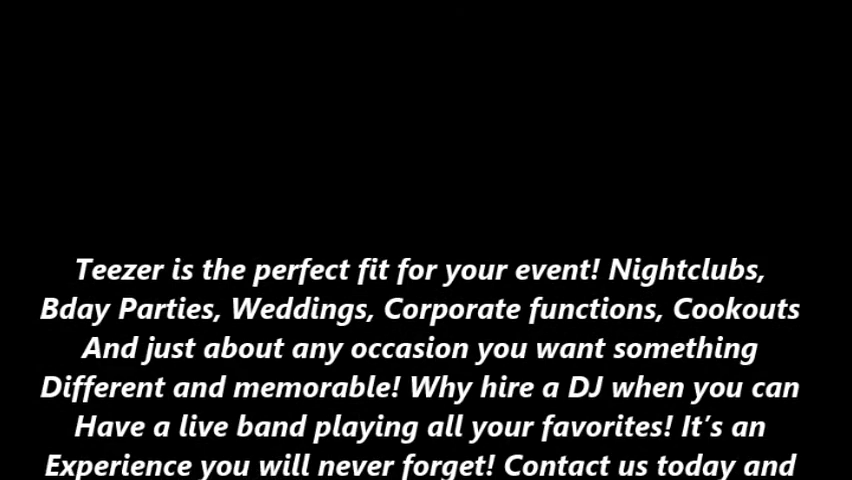 Teezer is the perfect fit for your event! Nightclubs,
Bday Parties, Weddings, Corporate functions, Cookouts
And just about any occasion you want something
Different and memorable! Why hire a DJ when you can
Have a live band playing all your favorites! It’s an
Experience you will never forget! Contact us today and